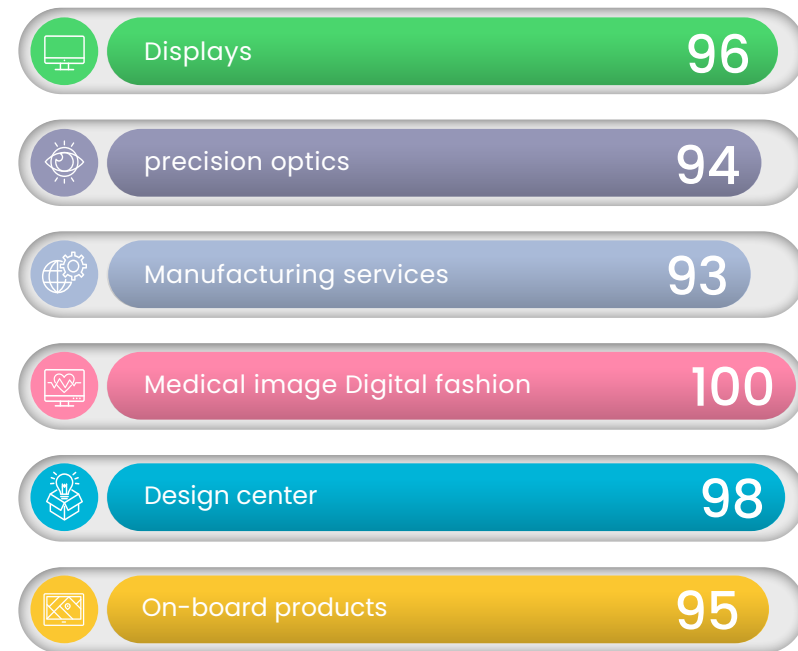 Displays 96
precision optics 94
Manufacturing services 93
Medical image Digital fashion 100
Design center 98
On-board products 95